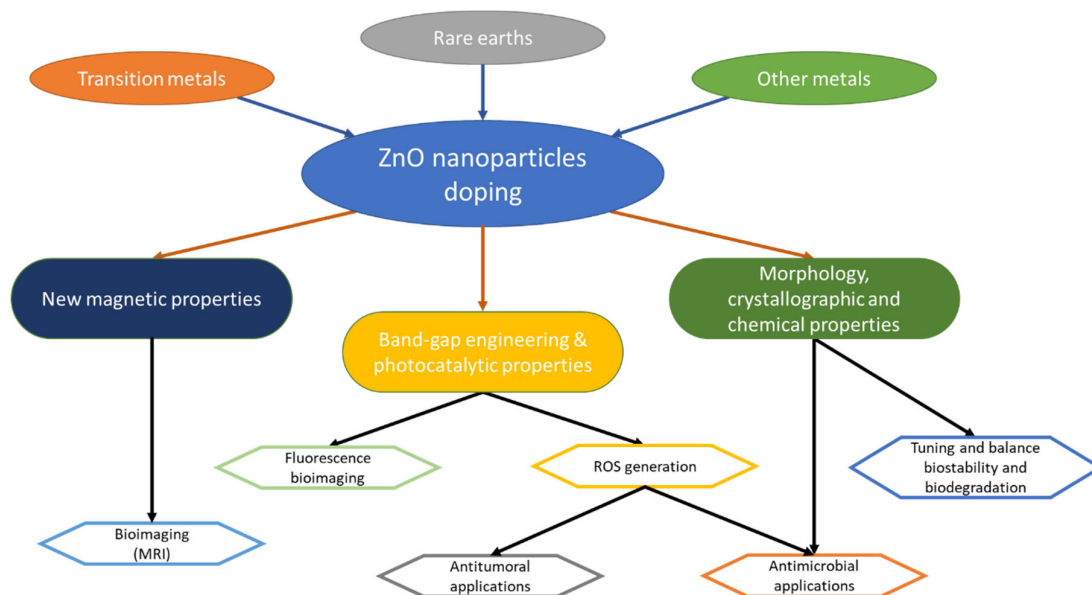 Rare earths
Transition metals
Other metals
ZnO nanoparticles
doping
New magnetic properties
Band-gap engineering &
photocatalytic properties
Morphology,
crystallographic and
chemical properties
Fluorescence
bioimaging
ROS generation
Tuning and balance
biostability and
biodegradation
Bioimaging
(MRI)
Antitumoral
applications
Antimicrobial
applications